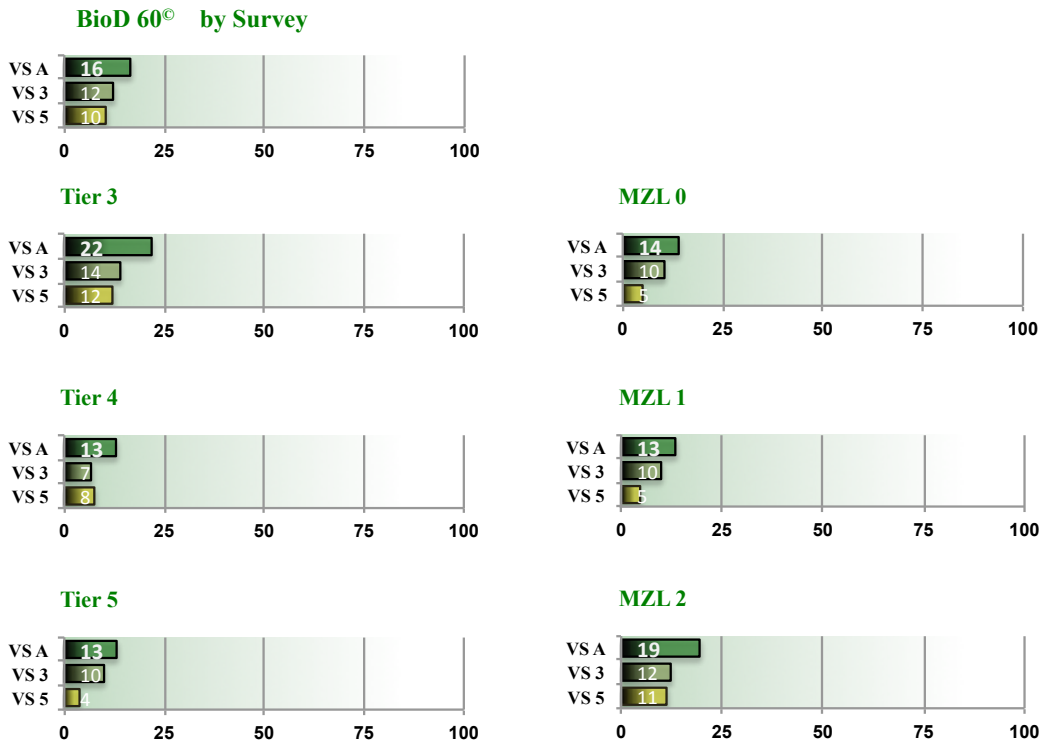 BioD 60© by Survey
VS A 16
VS 3 12
VS 5 10
0 25 50 75 100
Tier 3
VS A 22
VS 3 14
VS 5 12
0 25 50 75 100
MZL 0
VS A 14
VS 3 10
VS 5 5
0 25 50 75 100
Tier 4
VS A 13
VS 3 7
VS 5 8
0 25 50 75 100
MZL 1
VS A 13
VS 3 10
VS 5 5
0 25 50 75 100
Tier 5
VS A 13
VS 3 10
VS 5 4
0 25 50 75 100
MZL 2
VS A 19
VS 3 12
VS 5 11
0 25 50 75 100